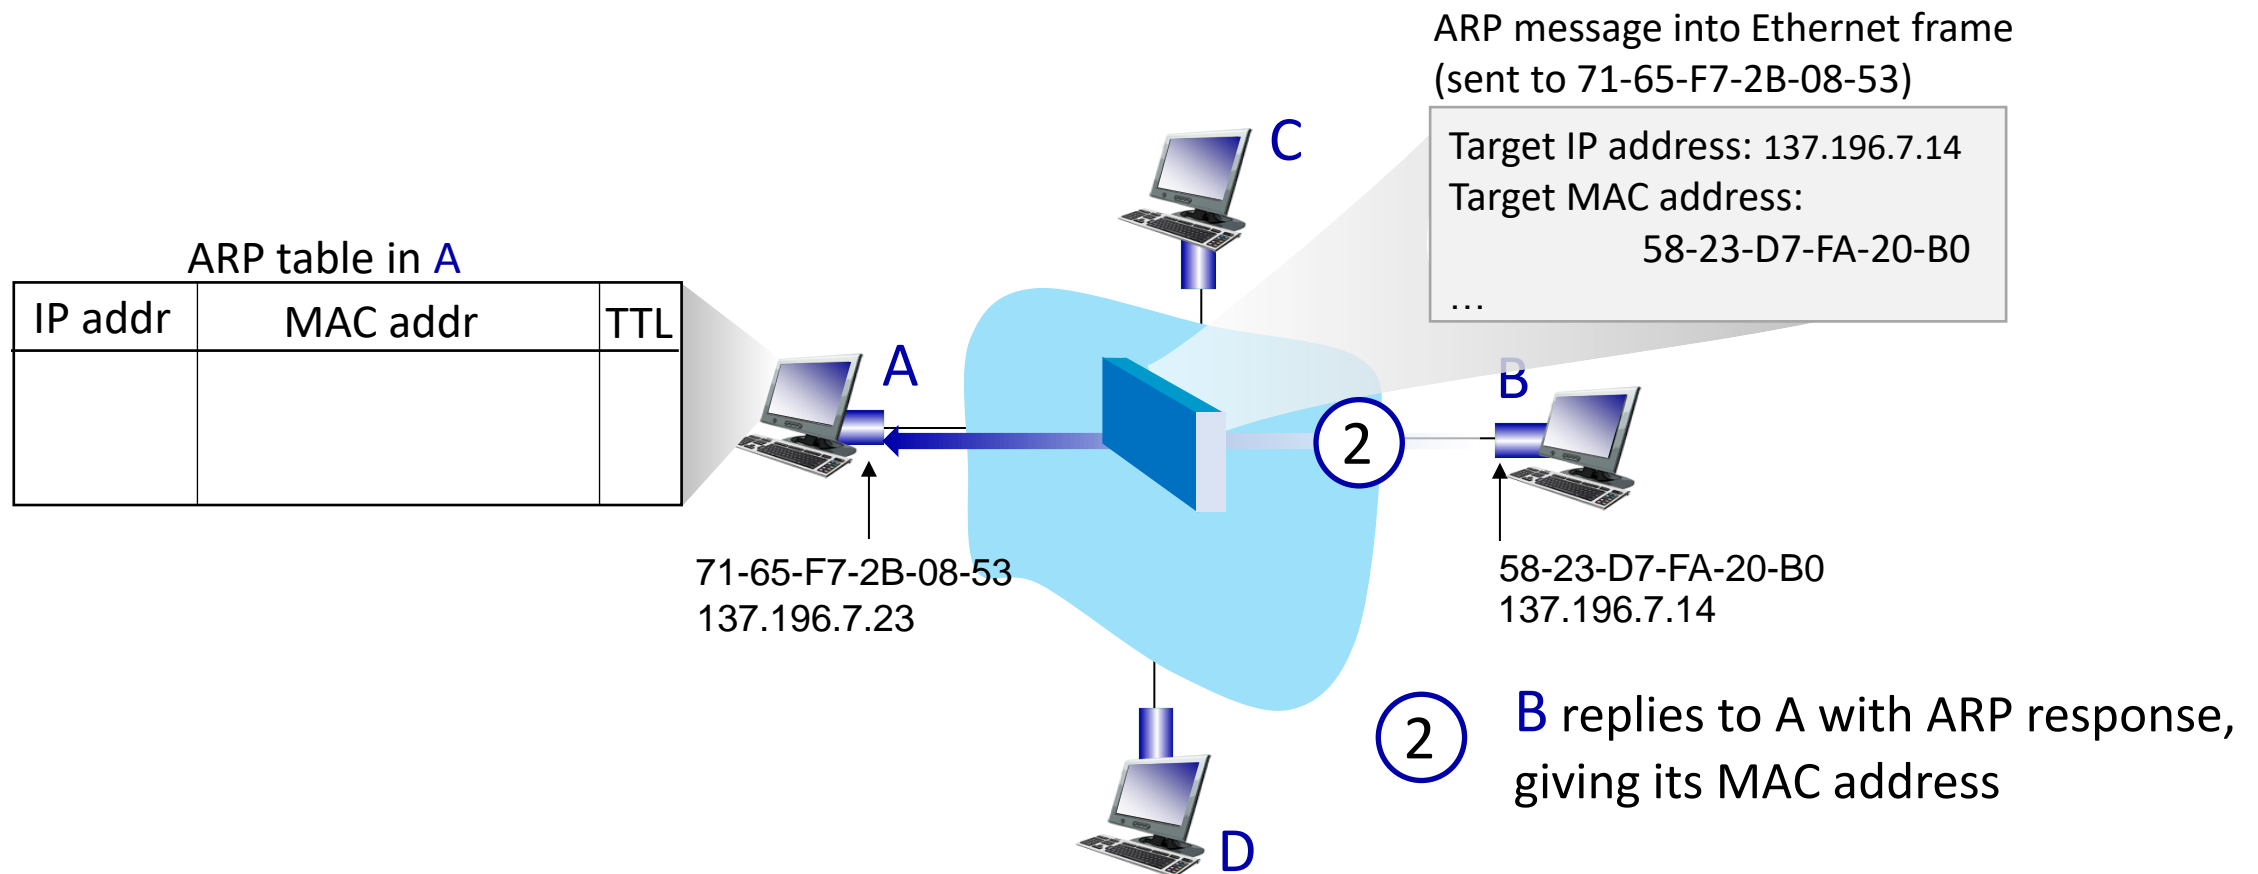 ARP message into Ethernet frame
(sent to 71-65-F7-2B-08-53)
Target IP address: 137.196.7.14
Target MAC address:
58-23-D7-FA-20-B0
…
C
ARP table in A
IP addr MAC addr TTL
A
B
2
71-65-F7-2B-08-53
137.196.7.23
58-23-D7-FA-20-B0
137.196.7.14
2
B replies to A with ARP response,
giving its MAC address
D